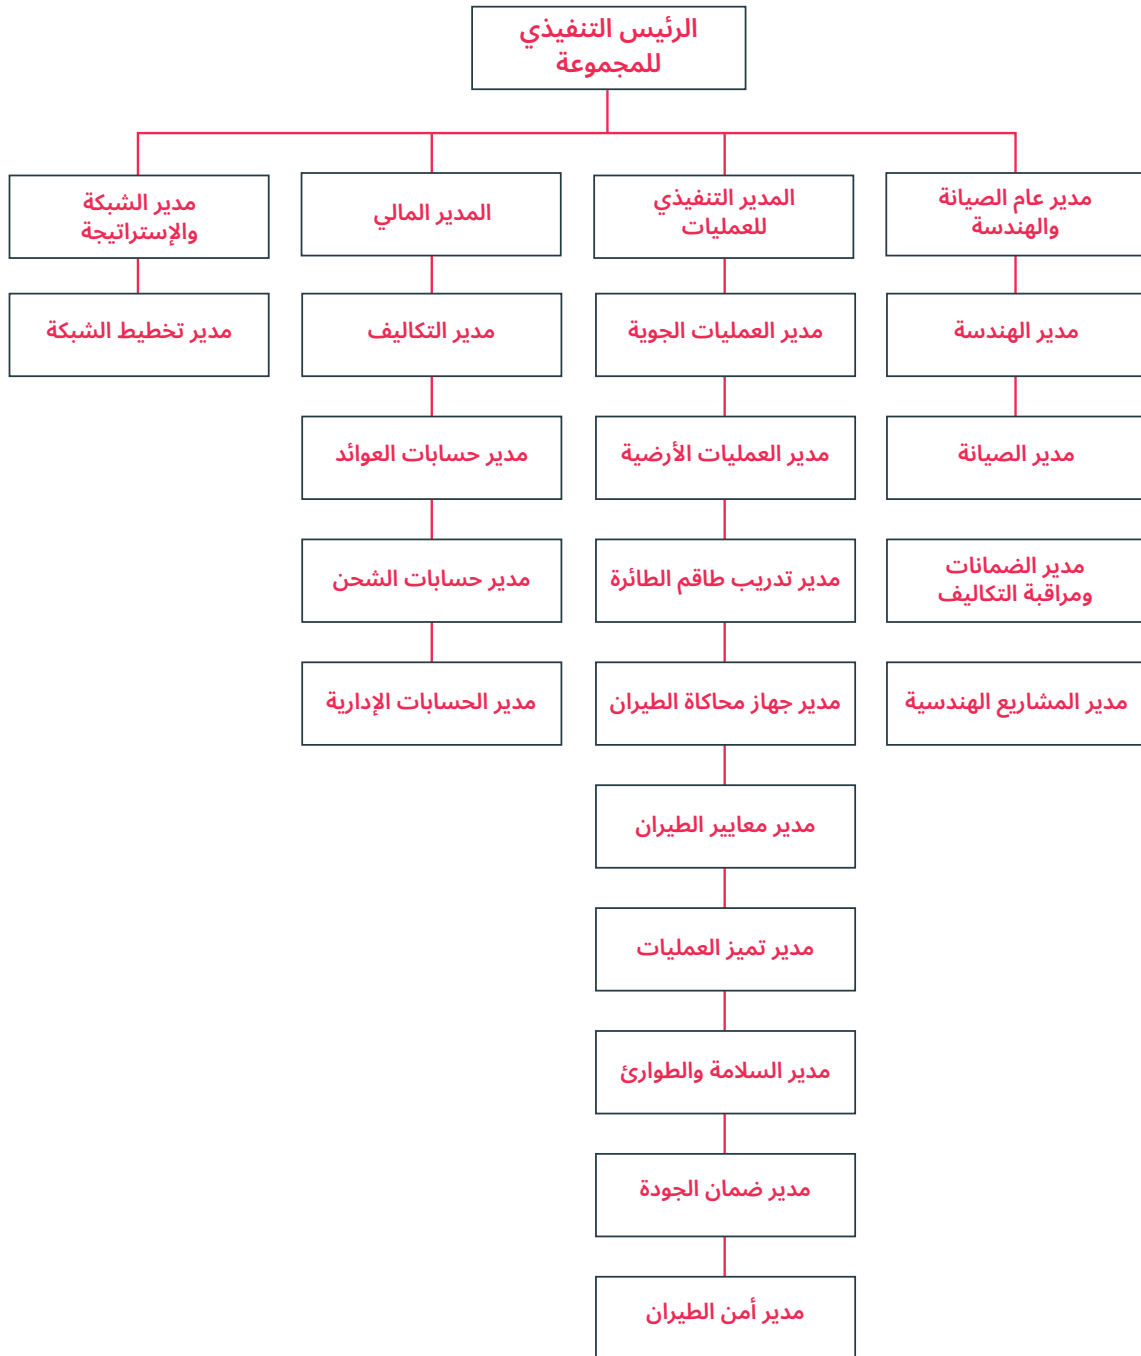 الرئيس التنفيذي
للمجموعة
مدير عام الصيانة
والهندسة
المدير التنفيذي
للعمليات
المدير المالي
مدير الشبكة
والإستراتيجة
مدير الهندسة
مدير العمليات الجوية
مدير التكاليف
مدير تخطيط الشبكة
مدير الصيانة
مدير العمليات الأرضية
مدير حسابات العوائد
مدير الضمانات
ومراقبة التكاليف
مدير تدريب طاقم الطائرة
مدير حسابات الشحن
مدير المشاريع الهندسية
مدير جهاز محاكاة الطيران
مدير الحسابات الإدارية
مدير معايير الطيران
مدير تميز العمليات
مدير السلامة والطوارئ
مدير ضمان الجودة
مدير أمن الطيران